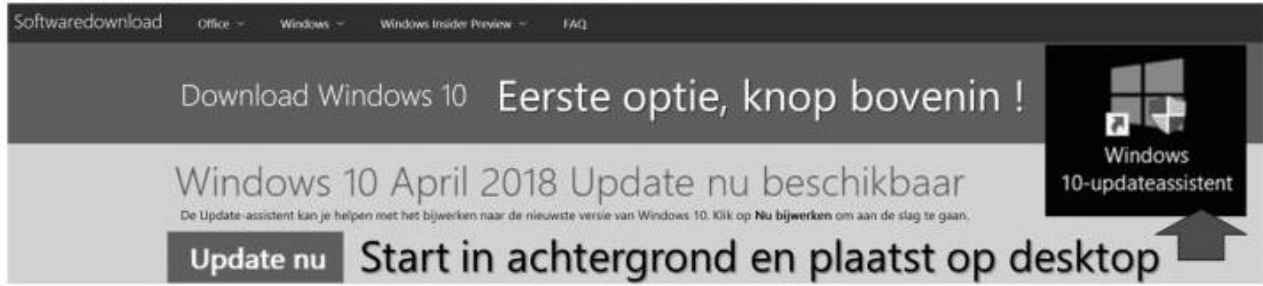 Softwaredownload Office Windows Windows Insider Preview FAQ
Download Windows 10 Eerste optie, knop bovenin !
Windows 10 April 2018 Update nu beschikbaar
De Update-assistent kan je helpen met het bijwerken naar de nieuwste versie van Windows 10. Klik op Nu bijwerken om aan de slag te gaan.
Update nu Start in achtergrond en plaatst op desktop
Windows
10-updateassistent